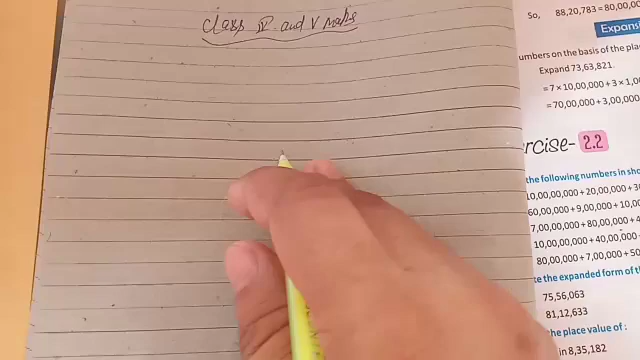 class IV and V Maths
So, 88,20,783 = 80,00,00
Expans
umbers on the basis of the pla
Expand 73,63,821.
= 7 × 10,00,000 + 3 × 1,0
= 70,00,000 + 3,00,00
rcise- 2.2
the following numbers in sho
10,00,00,000 + 20,00,000 + 3
60,00,000 + 9,00,000 + 10,0
7,00,00,000 + 80,00,000 + 4
10,00,00,000 + 40,00,000
80,00,000 + 7,00,000 + 50
te the expanded form of t
75,56,063
81,12,633
the place value of :
in 8,35,182